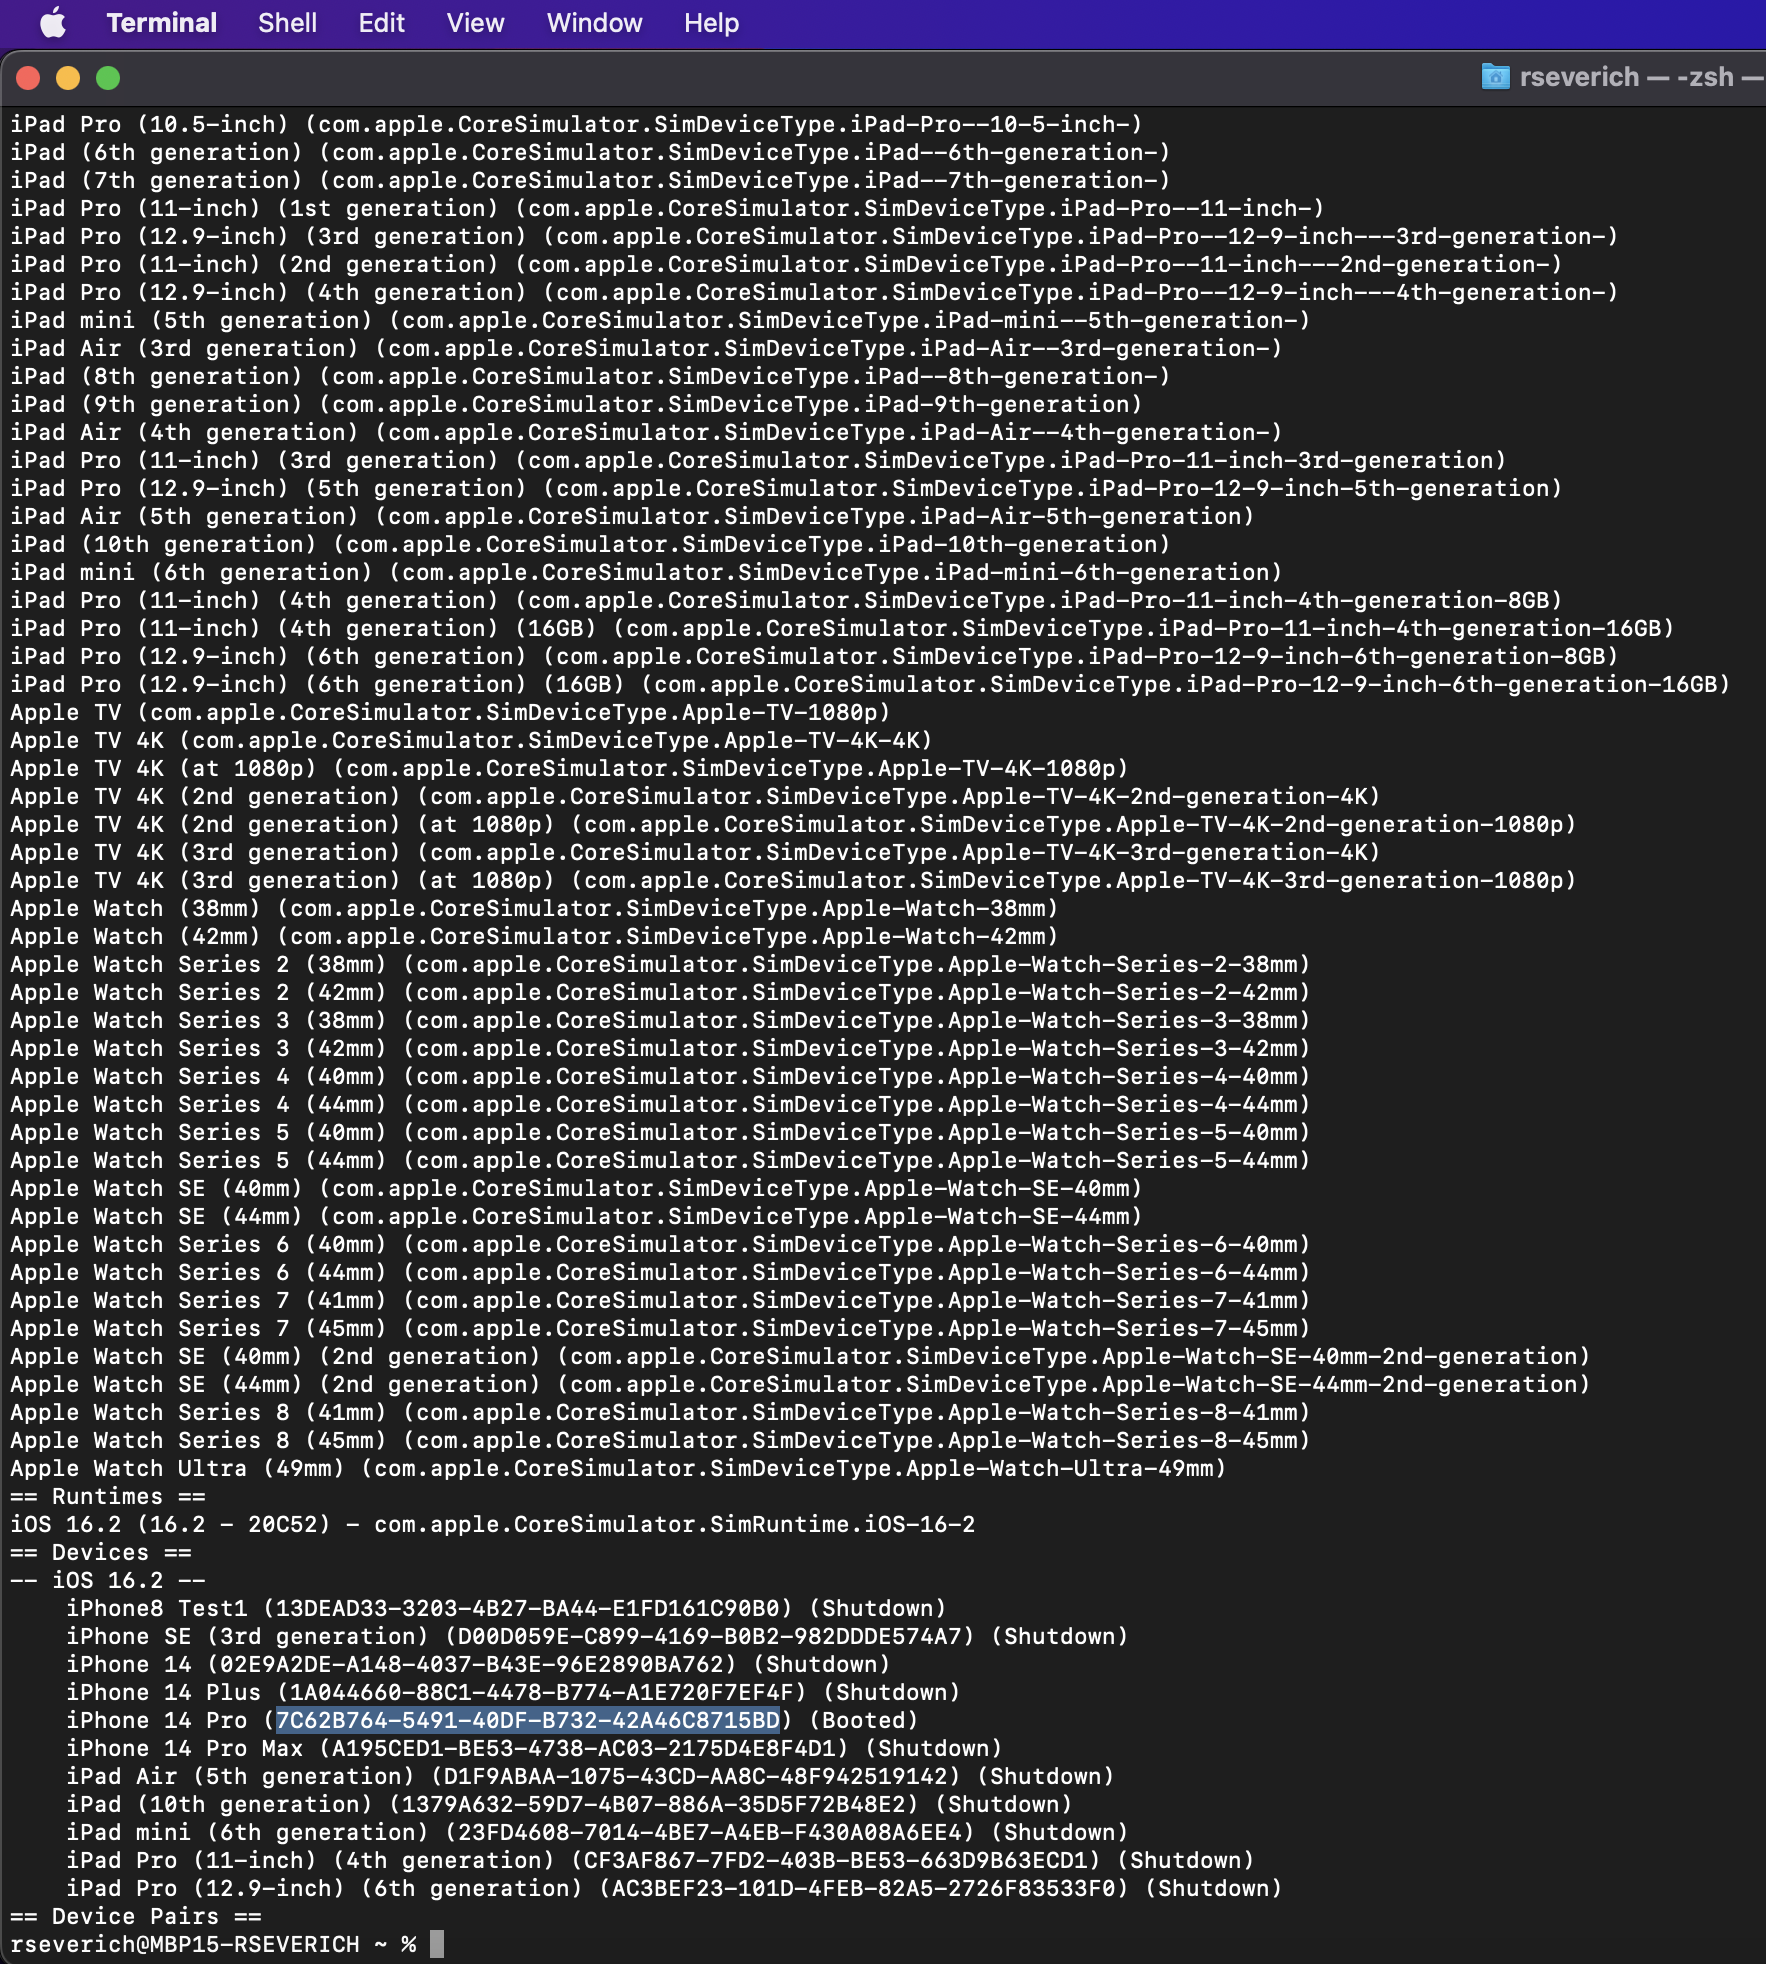 Terminal Shell Edit View Window Help
rseverich — -zsh —
iPad Pro (10.5-inch) (com.apple.CoreSimulator.SimDeviceType.iPad-Pro--10-5-inch-)
iPad (6th generation) (com.apple.CoreSimulator.SimDeviceType.iPad--6th-generation-)
iPad (7th generation) (com.apple.CoreSimulator.SimDeviceType.iPad--7th-generation-)
iPad Pro (11-inch) (1st generation) (com.apple.CoreSimulator.SimDeviceType.iPad-Pro--11-inch-)
iPad Pro (12.9-inch) (3rd generation) (com.apple.CoreSimulator.SimDeviceType.iPad-Pro--12-9-inch---3rd-generation-)
iPad Pro (11-inch) (2nd generation) (com.apple.CoreSimulator.SimDeviceType.iPad-Pro--11-inch---2nd-generation-)
iPad Pro (12.9-inch) (4th generation) (com.apple.CoreSimulator.SimDeviceType.iPad-Pro--12-9-inch---4th-generation-)
iPad mini (5th generation) (com.apple.CoreSimulator.SimDeviceType.iPad-mini--5th-generation-)
iPad Air (3rd generation) (com.apple.CoreSimulator.SimDeviceType.iPad-Air--3rd-generation-)
iPad (8th generation) (com.apple.CoreSimulator.SimDeviceType.iPad--8th-generation-)
iPad (9th generation) (com.apple.CoreSimulator.SimDeviceType.iPad-9th-generation)
iPad Air (4th generation) (com.apple.CoreSimulator.SimDeviceType.iPad-Air--4th-generation-)
iPad Pro (11-inch) (3rd generation) (com.apple.CoreSimulator.SimDeviceType.iPad-Pro-11-inch-3rd-generation)
iPad Pro (12.9-inch) (5th generation) (com.apple.CoreSimulator.SimDeviceType.iPad-Pro-12-9-inch-5th-generation)
iPad Air (5th generation) (com.apple.CoreSimulator.SimDeviceType.iPad-Air-5th-generation)
iPad (10th generation) (com.apple.CoreSimulator.SimDeviceType.iPad-10th-generation)
iPad mini (6th generation) (com.apple.CoreSimulator.SimDeviceType.iPad-mini-6th-generation)
iPad Pro (11-inch) (4th generation) (com.apple.CoreSimulator.SimDeviceType.iPad-Pro-11-inch-4th-generation-8GB)
iPad Pro (11-inch) (4th generation) (16GB) (com.apple.CoreSimulator.SimDeviceType.iPad-Pro-11-inch-4th-generation-16GB)
iPad Pro (12.9-inch) (6th generation) (com.apple.CoreSimulator.SimDeviceType.iPad-Pro-12-9-inch-6th-generation-8GB)
iPad Pro (12.9-inch) (6th generation) (16GB) (com.apple.CoreSimulator.SimDeviceType.iPad-Pro-12-9-inch-6th-generation-16GB)
Apple TV (com.apple.CoreSimulator.SimDeviceType.Apple-TV-1080p)
Apple TV 4K (com.apple.CoreSimulator.SimDeviceType.Apple-TV-4K-4K)
Apple TV 4K (at 1080p) (com.apple.CoreSimulator.SimDeviceType.Apple-TV-4K-1080p)
Apple TV 4K (2nd generation) (com.apple.CoreSimulator.SimDeviceType.Apple-TV-4K-2nd-generation-4K)
Apple TV 4K (2nd generation) (at 1080p) (com.apple.CoreSimulator.SimDeviceType.Apple-TV-4K-2nd-generation-1080p)
Apple TV 4K (3rd generation) (com.apple.CoreSimulator.SimDeviceType.Apple-TV-4K-3rd-generation-4K)
Apple TV 4K (3rd generation) (at 1080p) (com.apple.CoreSimulator.SimDeviceType.Apple-TV-4K-3rd-generation-1080p)
Apple Watch (38mm) (com.apple.CoreSimulator.SimDeviceType.Apple-Watch-38mm)
Apple Watch (42mm) (com.apple.CoreSimulator.SimDeviceType.Apple-Watch-42mm)
Apple Watch Series 2 (38mm) (com.apple.CoreSimulator.SimDeviceType.Apple-Watch-Series-2-38mm)
Apple Watch Series 2 (42mm) (com.apple.CoreSimulator.SimDeviceType.Apple-Watch-Series-2-42mm)
Apple Watch Series 3 (38mm) (com.apple.CoreSimulator.SimDeviceType.Apple-Watch-Series-3-38mm)
Apple Watch Series 3 (42mm) (com.apple.CoreSimulator.SimDeviceType.Apple-Watch-Series-3-42mm)
Apple Watch Series 4 (40mm) (com.apple.CoreSimulator.SimDeviceType.Apple-Watch-Series-4-40mm)
Apple Watch Series 4 (44mm) (com.apple.CoreSimulator.SimDeviceType.Apple-Watch-Series-4-44mm)
Apple Watch Series 5 (40mm) (com.apple.CoreSimulator.SimDeviceType.Apple-Watch-Series-5-40mm)
Apple Watch Series 5 (44mm) (com.apple.CoreSimulator.SimDeviceType.Apple-Watch-Series-5-44mm)
Apple Watch SE (40mm) (com.apple.CoreSimulator.SimDeviceType.Apple-Watch-SE-40mm)
Apple Watch SE (44mm) (com.apple.CoreSimulator.SimDeviceType.Apple-Watch-SE-44mm)
Apple Watch Series 6 (40mm) (com.apple.CoreSimulator.SimDeviceType.Apple-Watch-Series-6-40mm)
Apple Watch Series 6 (44mm) (com.apple.CoreSimulator.SimDeviceType.Apple-Watch-Series-6-44mm)
Apple Watch Series 7 (41mm) (com.apple.CoreSimulator.SimDeviceType.Apple-Watch-Series-7-41mm)
Apple Watch Series 7 (45mm) (com.apple.CoreSimulator.SimDeviceType.Apple-Watch-Series-7-45mm)
Apple Watch SE (40mm) (2nd generation) (com.apple.CoreSimulator.SimDeviceType.Apple-Watch-SE-40mm-2nd-generation)
Apple Watch SE (44mm) (2nd generation) (com.apple.CoreSimulator.SimDeviceType.Apple-Watch-SE-44mm-2nd-generation)
Apple Watch Series 8 (41mm) (com.apple.CoreSimulator.SimDeviceType.Apple-Watch-Series-8-41mm)
Apple Watch Series 8 (45mm) (com.apple.CoreSimulator.SimDeviceType.Apple-Watch-Series-8-45mm)
Apple Watch Ultra (49mm) (com.apple.CoreSimulator.SimDeviceType.Apple-Watch-Ultra-49mm)
== Runtimes ==
iOS 16.2 (16.2 - 20C52) - com.apple.CoreSimulator.SimRuntime.iOS-16-2
== Devices ==
-- iOS 16.2 --
iPhone8 Test1 (13DEAD33-3203-4B27-BA44-E1FD161C90B0) (Shutdown)
iPhone SE (3rd generation) (D00D059E-C899-4169-B0B2-982DDDE574A7) (Shutdown)
iPhone 14 (02E9A2DE-A148-4037-B43E-96E2890BA762) (Shutdown)
iPhone 14 Plus (1A044660-88C1-4478-B774-A1E720F7EF4F) (Shutdown)
iPhone 14 Pro (7C62B764-5491-40DF-B732-42A46C8715BD) (Booted)
iPhone 14 Pro Max (A195CED1-BE53-4738-AC03-2175D4E8F4D1) (Shutdown)
iPad Air (5th generation) (D1F9ABAA-1075-43CD-AA8C-48F942519142) (Shutdown)
iPad (10th generation) (1379A632-59D7-4B07-886A-35D5F72B48E2) (Shutdown)
iPad mini (6th generation) (23FD4608-7014-4BE7-A4EB-F430A08A6EE4) (Shutdown)
iPad Pro (11-inch) (4th generation) (CF3AF867-7FD2-403B-BE53-663D9B63ECD1) (Shutdown)
iPad Pro (12.9-inch) (6th generation) (AC3BEF23-101D-4FEB-82A5-2726F83533F0) (Shutdown)
== Device Pairs ==
rseverich@MBP15-RSEVERICH ~ %